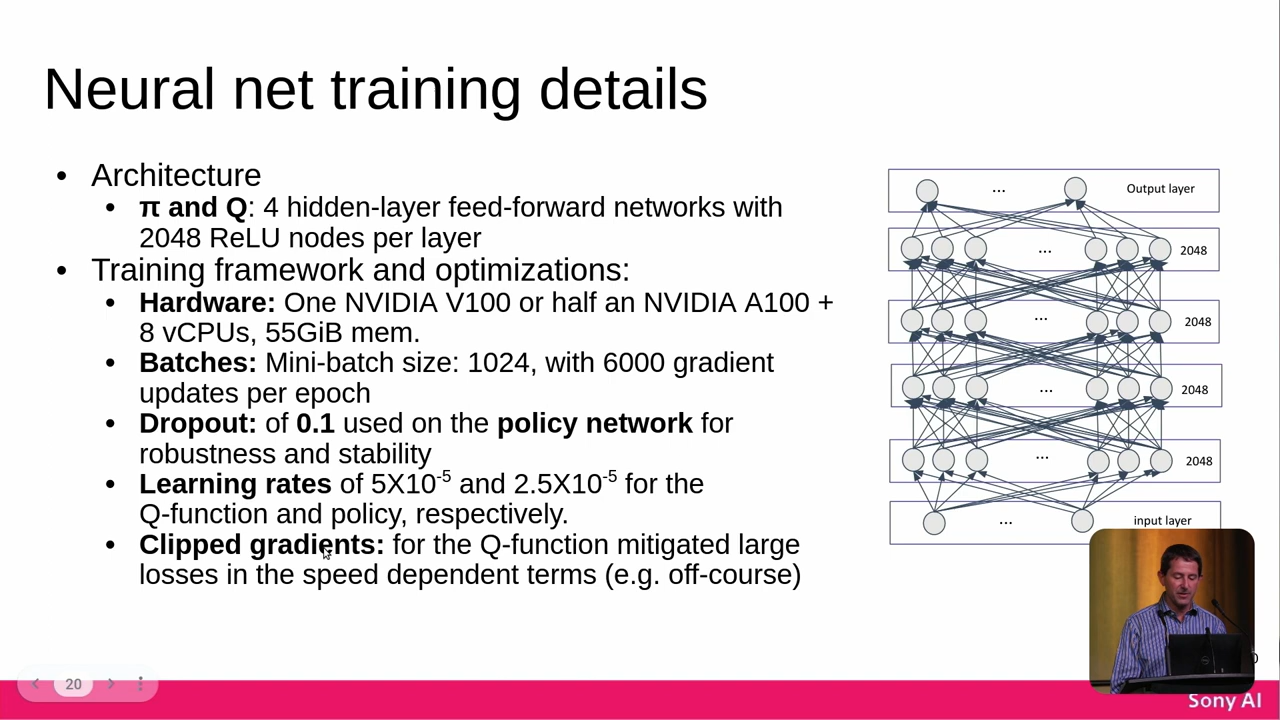 Neural net training details
• Architecture
• π and Q: 4 hidden-layer feed-forward networks with
2048 ReLU nodes per layer
• Training framework and optimizations:
• Hardware: One NVIDIA V100 or half an NVIDIA A100 +
8 vCPUs, 55GiB mem.
• Batches: Mini-batch size: 1024, with 6000 gradient
updates per epoch
• Dropout: of 0.1 used on the policy network for
robustness and stability
• Learning rates of 5X10⁻⁵ and 2.5X10⁻⁵ for the
Q-function and policy, respectively.
• Clipped gradients: for the Q-function mitigated large
losses in the speed dependent terms (e.g. off-course)
... Output layer
... 2048
... 2048
... 2048
... 2048
... input layer
20
Sony AI